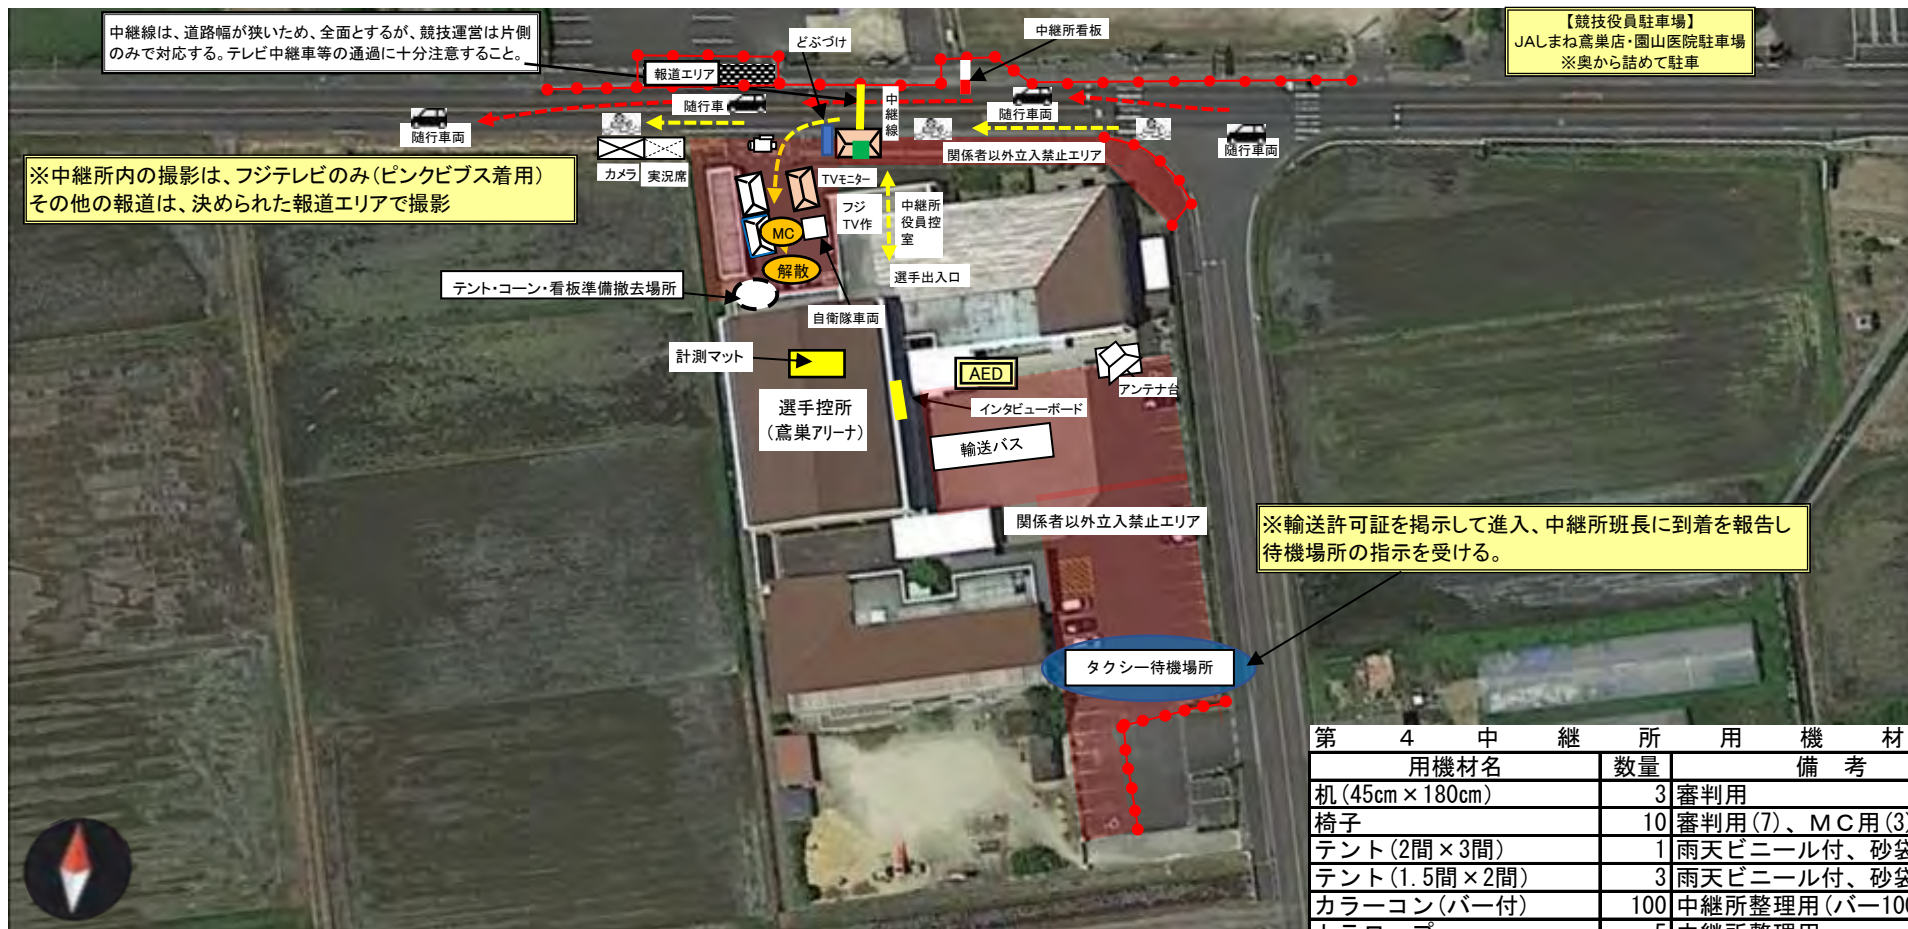 中継線は、道路幅が狭いため、全面とするが、競技運営は片側
のみで対応する。テレビ中継車等の通過に十分注意すること。
報道エリア
どぶづけ
中継所看板
【競技役員駐車場】
JAしまね鳶巣店・園山医院駐車場
※奥から詰めて駐車
随行車両
随行車
中継線
随行車両
随行車両
カメラ
実況席
関係者以外立入禁止エリア
※中継所内の撮影は、フジテレビのみ(ピンクビブス着用)
その他の報道は、決められた報道エリアで撮影
TVモニター
フジ
TV作
中継所
役員控
室
MC
解散
選手出入口
テント・コーン・看板準備撤去場所
自衛隊車両
計測マット
AED
アンテナ台
選手控所
(鳶巣アリーナ)
インタビューボード
輸送バス
関係者以外立入禁止エリア
※輸送許可証を掲示して進入、中継所班長に到着を報告し
待機場所の指示を受ける。
タクシー待機場所
第4中継所用機材
用機材名 数量 備考
机(45cm×180cm) 3 審判用
椅子 10 審判用(7)、MC用(3)
テント(2間×3間) 1 雨天ビニール付、砂袋
テント(1.5間×2間) 3 雨天ビニール付、砂袋
カラーコン(バー付) 100 中継所整理用(バー100